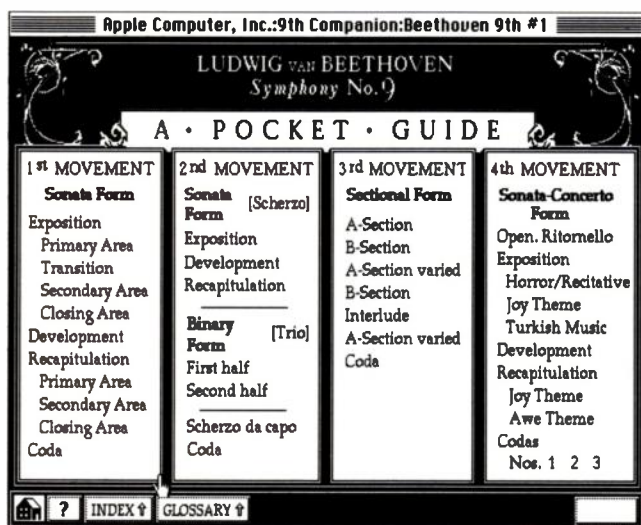 Apple Computer, Inc.:9th Companion:Beethoven 9th #1
LUDWIG VAN BEETHOVEN
Symphony No. 9
A · POCKET · GUIDE
1st MOVEMENT
Sonata Form
Exposition
Primary Area
Transition
Secondary Area
Closing Area
Development
Recapitulation
Primary Area
Secondary Area
Closing Area
Coda
2nd MOVEMENT
Sonata Form [Scherzo]
Exposition
Development
Recapitulation
Binary Form [Trio]
First half
Second half
Scherzo da capo
Coda
3rd MOVEMENT
Sectional Form
A-Section
B-Section
A-Section varied
B-Section
Interlude
A-Section varied
Coda
4th MOVEMENT
Sonata-Concerto
Form
Open. Ritornello
Exposition
Horror/Recitative
Joy Theme
Turkish Music
Development
Recapitulation
Joy Theme
Awe Theme
Codas
Nos. 1 2 3
? INDEX⇧ GLOSSARY⇧